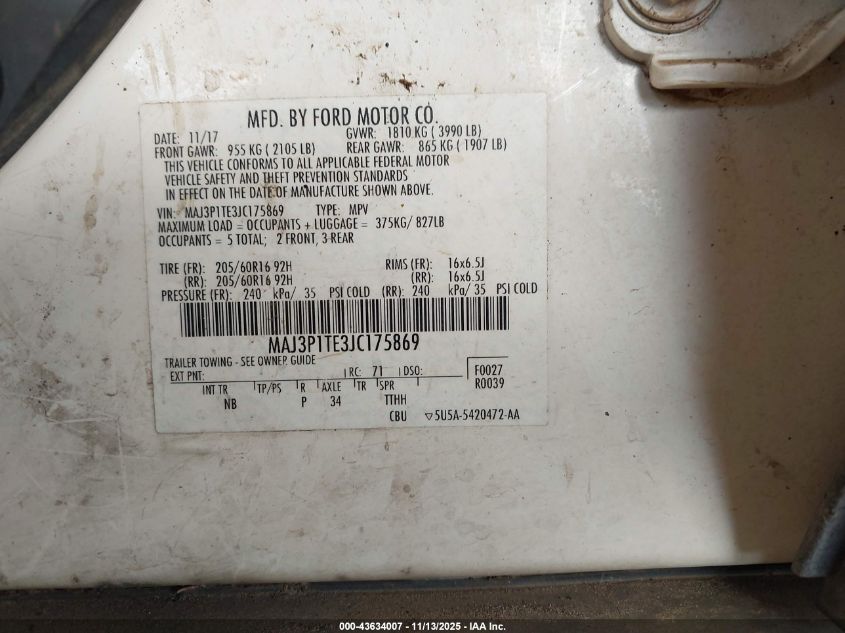 MFD. BY FORD MOTOR CO.
DATE: 11/17 GVWR: 1810 KG ( 3990 LB)
FRONT GAWR: 955 KG ( 2105 LB) REAR GAWR: 865 KG ( 1907 LB)
THIS VEHICLE CONFORMS TO ALL APPLICABLE FEDERAL MOTOR
VEHICLE SAFETY AND THEFT PREVENTION STANDARDS
IN EFFECT ON THE DATE OF MANUFACTURE SHOWN ABOVE.
VIN: MAJ3P1TE3JC175869 TYPE: MPV
MAXIMUM LOAD = OCCUPANTS + LUGGAGE = 375KG/ 827LB
OCCUPANTS = 5 TOTAL; 2 FRONT, 3-REAR
TIRE (FR): 205/60R16 92H RIMS (FR): 16x6.5J
(RR): 205/60R16 92H (RR): 16x6.5J
PRESSURE (FR): 240 kPa/ 35 PSI COLD (RR): 240 kPa/ 35 PSI COLD
MAJ3P1TE3JC175869
TRAILER TOWING - SEE OWNER GUIDE
EXT PNT: RC: 71 DSO: F0027
R0039
INT TR TP/PS R AXLE TR SPR
NB P 34 TTHH
CBU ▽5U5A-5420472-AA
000-43634007 - 11/13/2025 - IAA Inc.